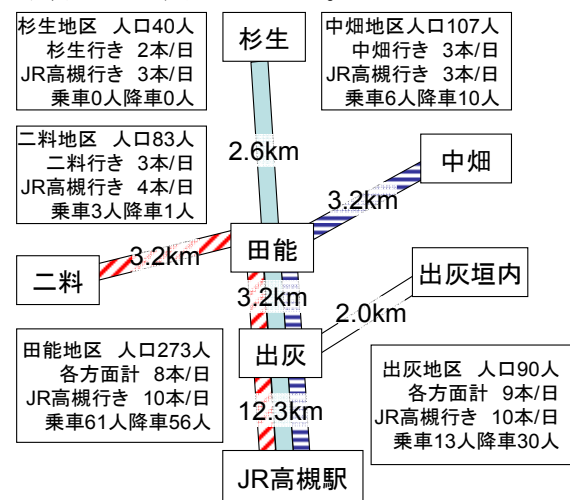 杉生地区 人口40人
杉生行き 2本/日
JR高槻行き 3本/日
乗車0人降車0人
杉生
中畑地区人口107人
中畑行き 3本/日
JR高槻行き 3本/日
乗車6人降車10人
二料地区 人口83人
二料行き 3本/日
JR高槻行き 4本/日
乗車3人降車1人
2.6km
中畑
3.2km
田能
3.2km
二料
出灰垣内
3.2km
2.0km
出灰
田能地区 人口273人
各方面計 8本/日
JR高槻行き 10本/日
乗車61人降車56人
出灰地区 人口90人
各方面計 9本/日
JR高槻行き 10本/日
乗車13人降車30人
12.3km
JR高槻駅